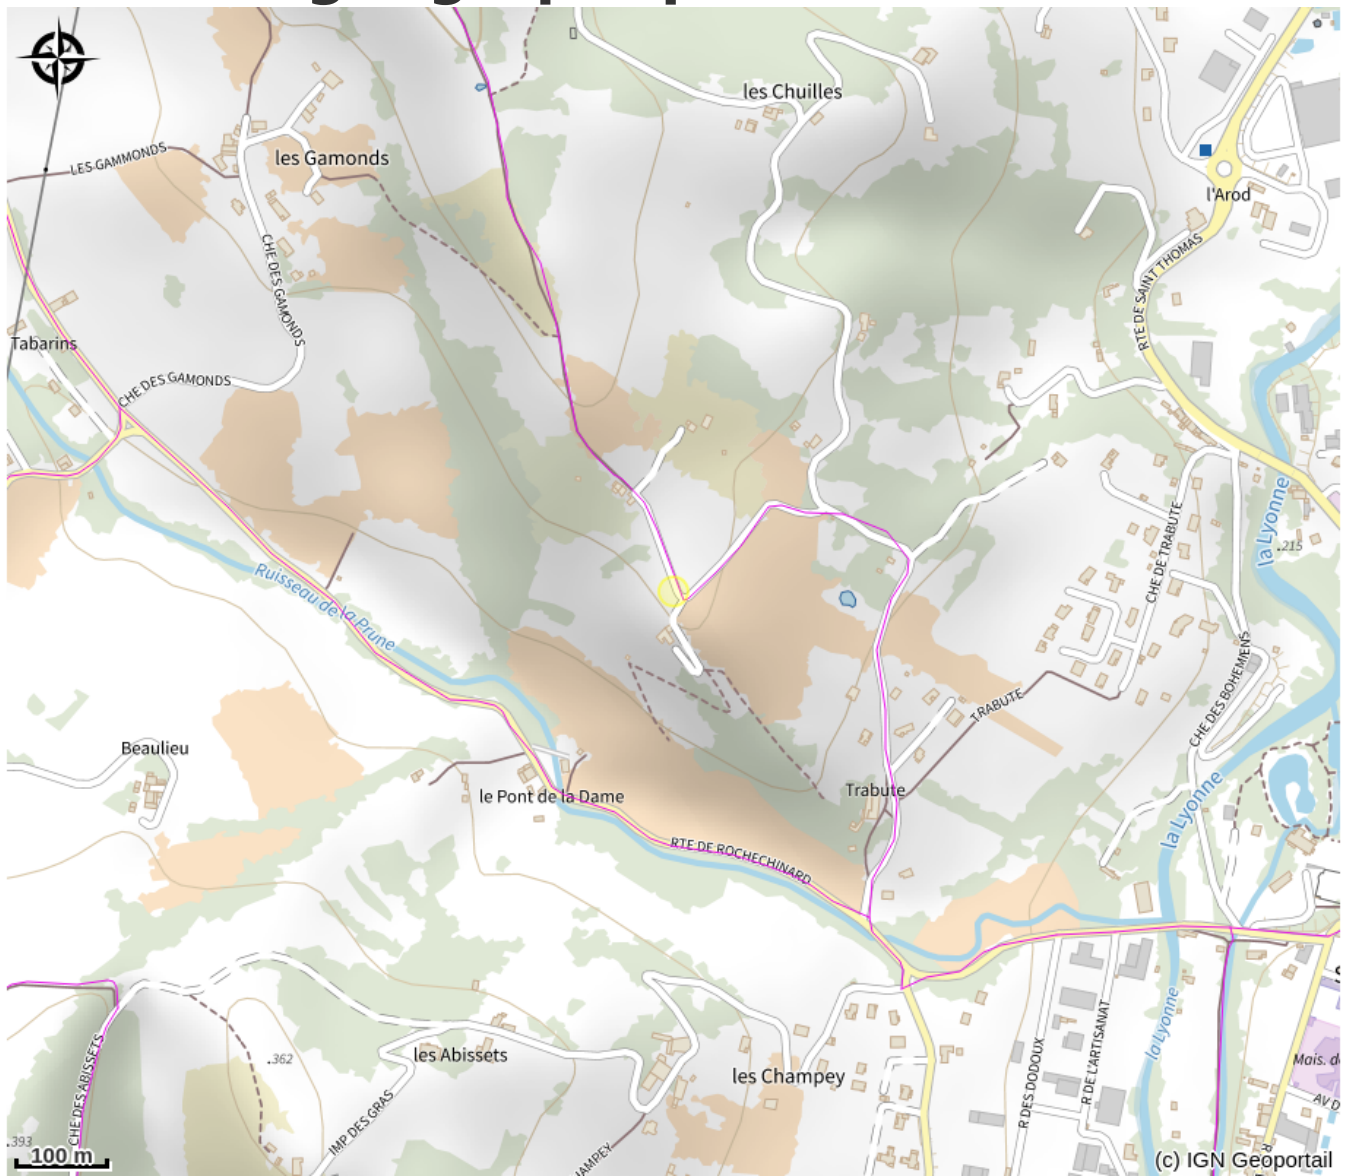 les Chuilles
LES GAMMONDS
les Gamonds
l'Arod
CHE DES GAMONDS
RTE DE SAINT THOMAS
Tabarins
CHE DES GAMONDS
la Lyonne
.215
CHE DE TRABUTE
Ruisseau de la Prune
CHE DES BOHEMIENS
TRABUTE
Beaulieu
le Pont de la Dame
Trabute
la Lyonne
RTE DE ROCHECHINARD
la Lyonne
CHE DES ABISSETS
.362
les Abissets
les Champey
R DES DODOUX
R DE L'ARTISANAT
Mais. d
AV D
IMP DES GRAS
.393
100 m
HAMPEY
R
(c) IGN Geoportail